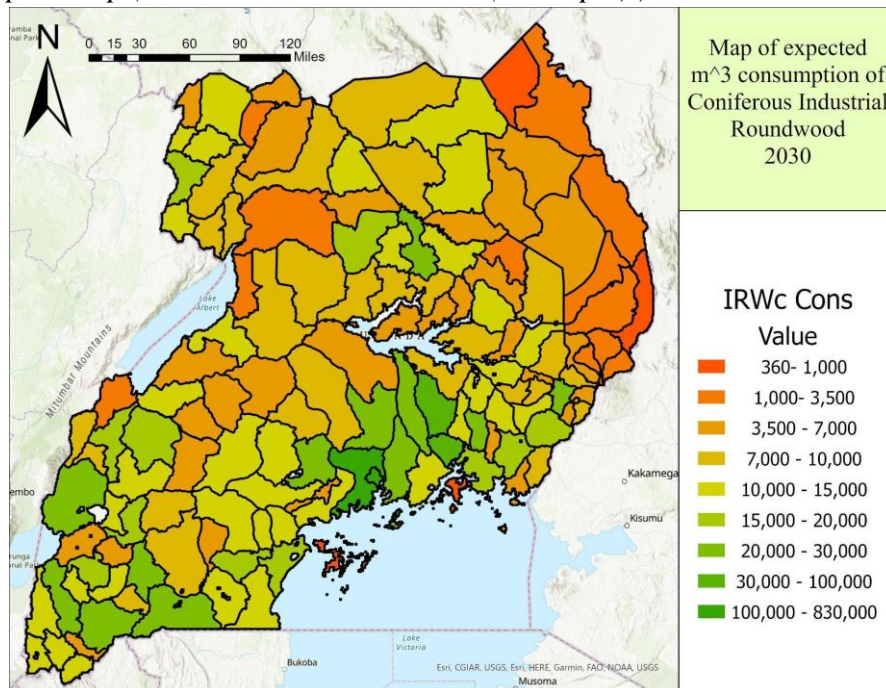 N
0 15 30 60 90 120
Miles
Map of expected
m^3 consumption of
Coniferous Industrial
Roundwood
2030
Lake
Albert
Mitumbar Mountains
IRWc Cons
Value
360- 1,000
1,000- 3,500
3,500 - 7,000
7,000 - 10,000
10,000 - 15,000
15,000 - 20,000
20,000 - 30,000
30,000 - 100,000
100,000 - 830,000
Kakamega
Kisumu
embo
Lake
Victoria
Bukoba
Esri, CGIAR, USGS, Esri, HERE, Garmin, FAO, NOAA, USGS
Musoma